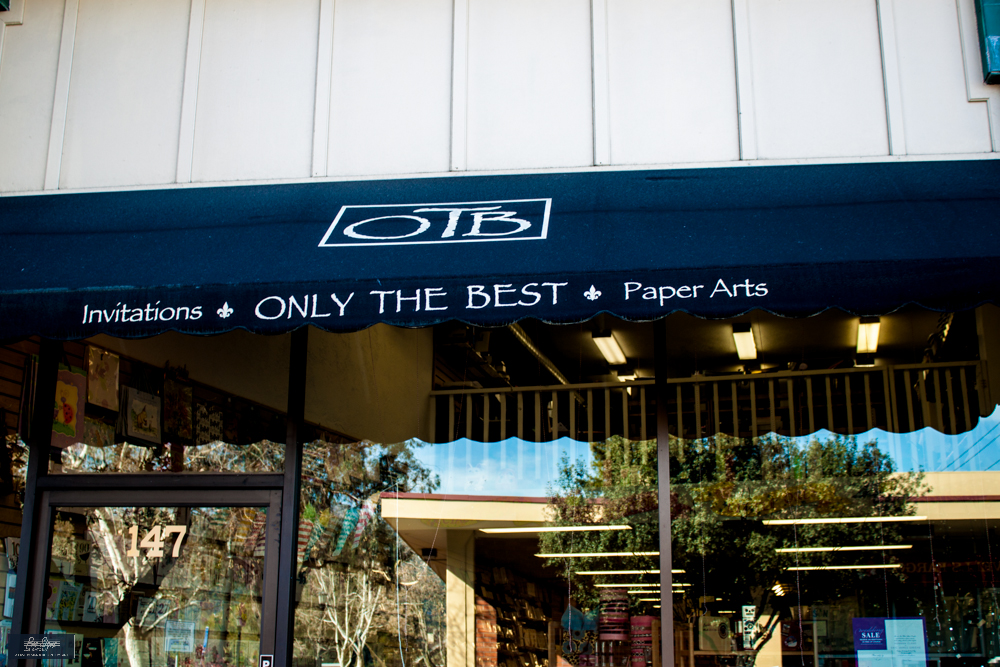 OTB
Invitations ⚜ ONLY THE BEST ⚜ Paper Arts
147
SALE